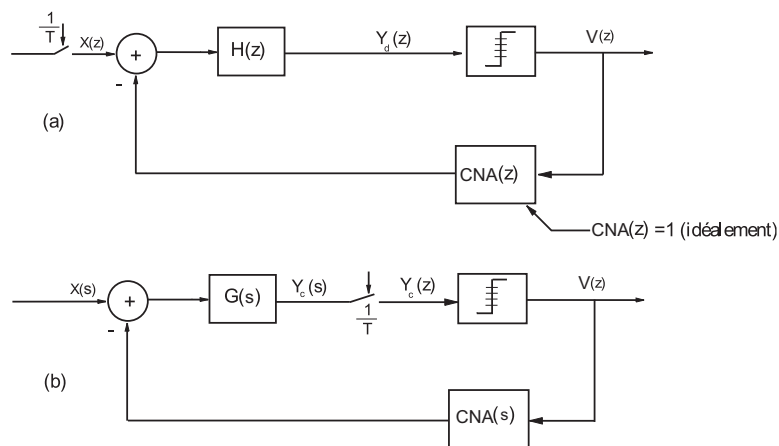 1
T
X(z)
+
-
H(z)
Y_d(z)
V(z)
(a)
CNA(z)
CNA(z) =1 (idéalement)
X(s)
+
-
G(s)
Y_c(s)
1
T
Y_c(z)
V(z)
(b)
CNA(s)